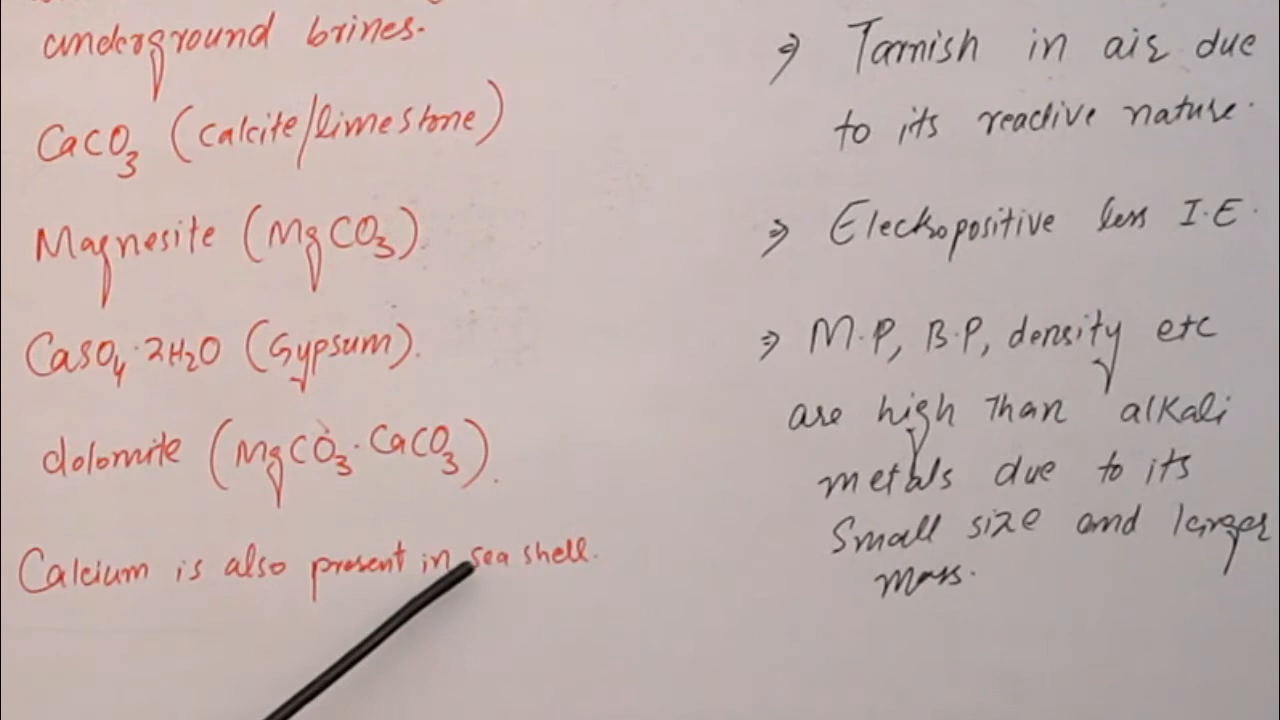 underground brines.
CaCO3 (Calcite/limestone)
Magnesite (MgCO3).
CaSO4·2H2O (Gypsum).
dolomite (MgCO3·CaCO3).
Calcium is also present in sea shell.
⇒ Tarnish in air due
to its reactive nature.
⇒ Electropositive less I.E.
⇒ M.P, B.P, density etc
are high than alkali
metals due to its
Small size and larger
mass.